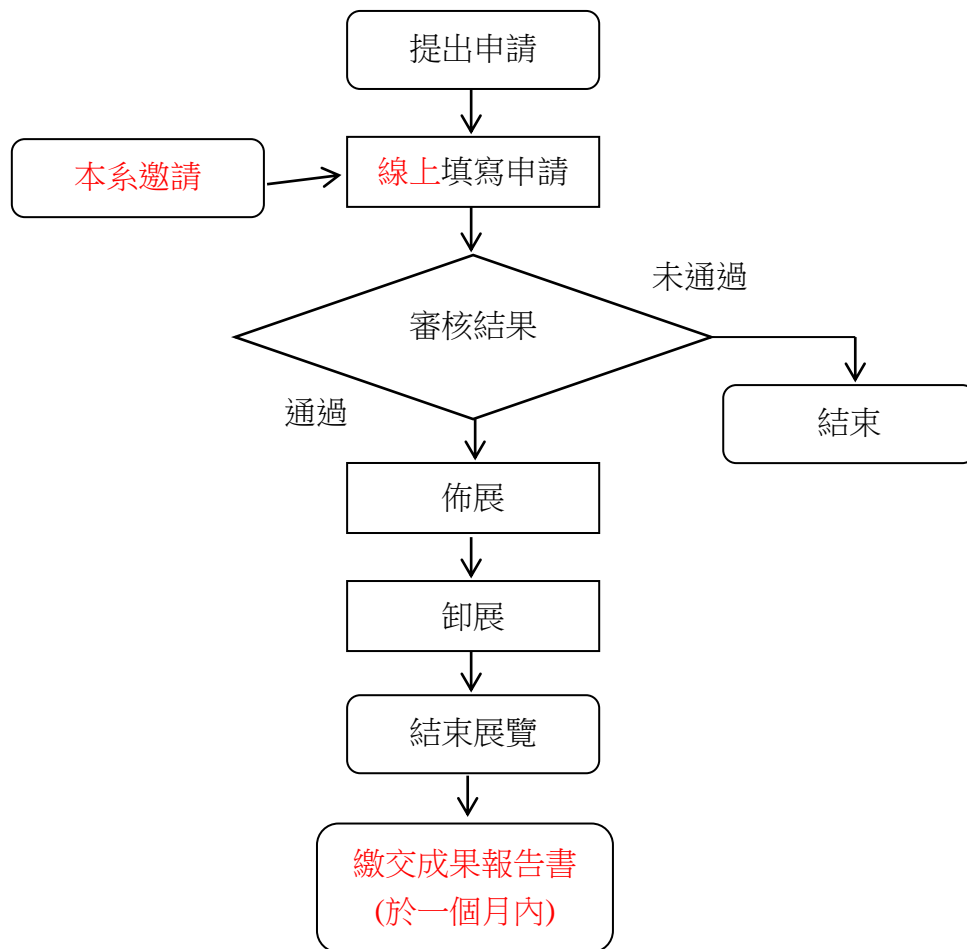 提出申請
本系邀請
線上填寫申請
未通過
審核結果
通過
結束
佈展
卸展
結束展覽
繳交成果報告書
(於一個月內)